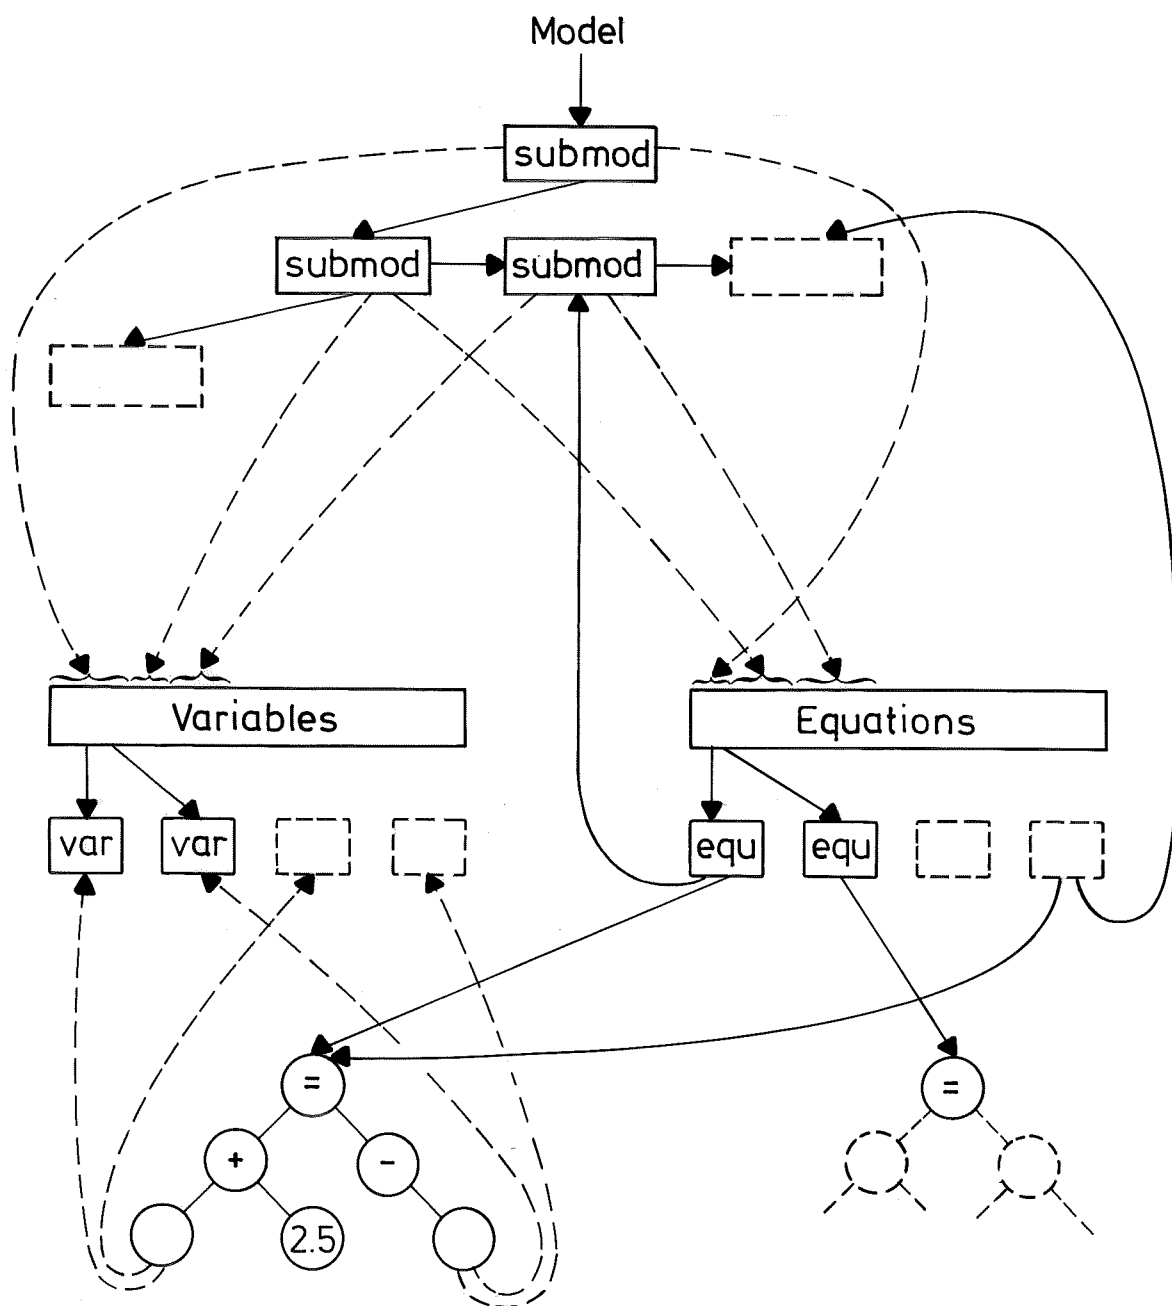 Model
submod
submod submod
Variables Equations
var var equ equ
=
=
+ -
2.5